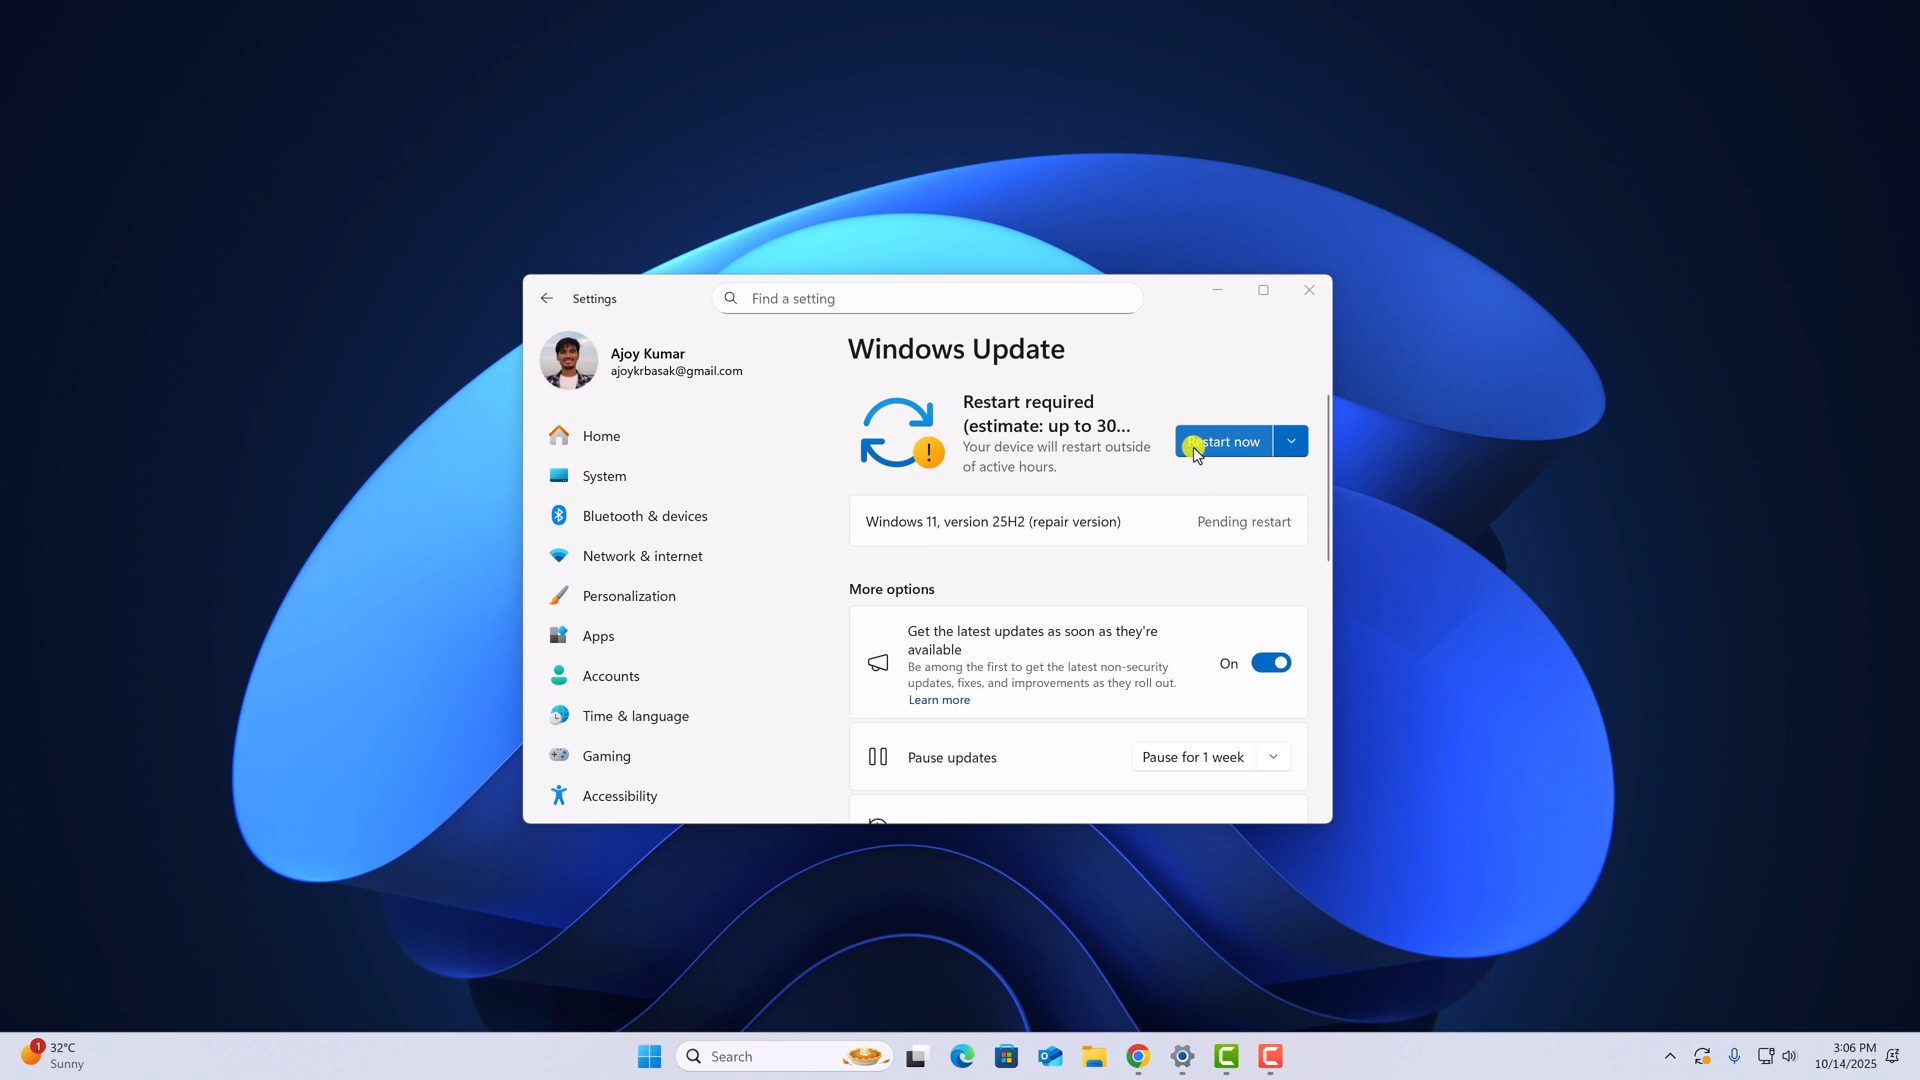 Settings
Find a setting
Ajoy Kumar
ajoykrbasak@gmail.com
Home
System
Bluetooth & devices
Network & internet
Personalization
Apps
Accounts
Time & language
Gaming
Accessibility
Windows Update
Restart required
(estimate: up to 30...
Your device will restart outside
of active hours.
Restart now
Windows 11, version 25H2 (repair version)
Pending restart
More options
Get the latest updates as soon as they're
available
Be among the first to get the latest non-security
updates, fixes, and improvements as they roll out.
Learn more
On
Pause updates
Pause for 1 week
1
32°C
Sunny
Search
3:06 PM
10/14/2025